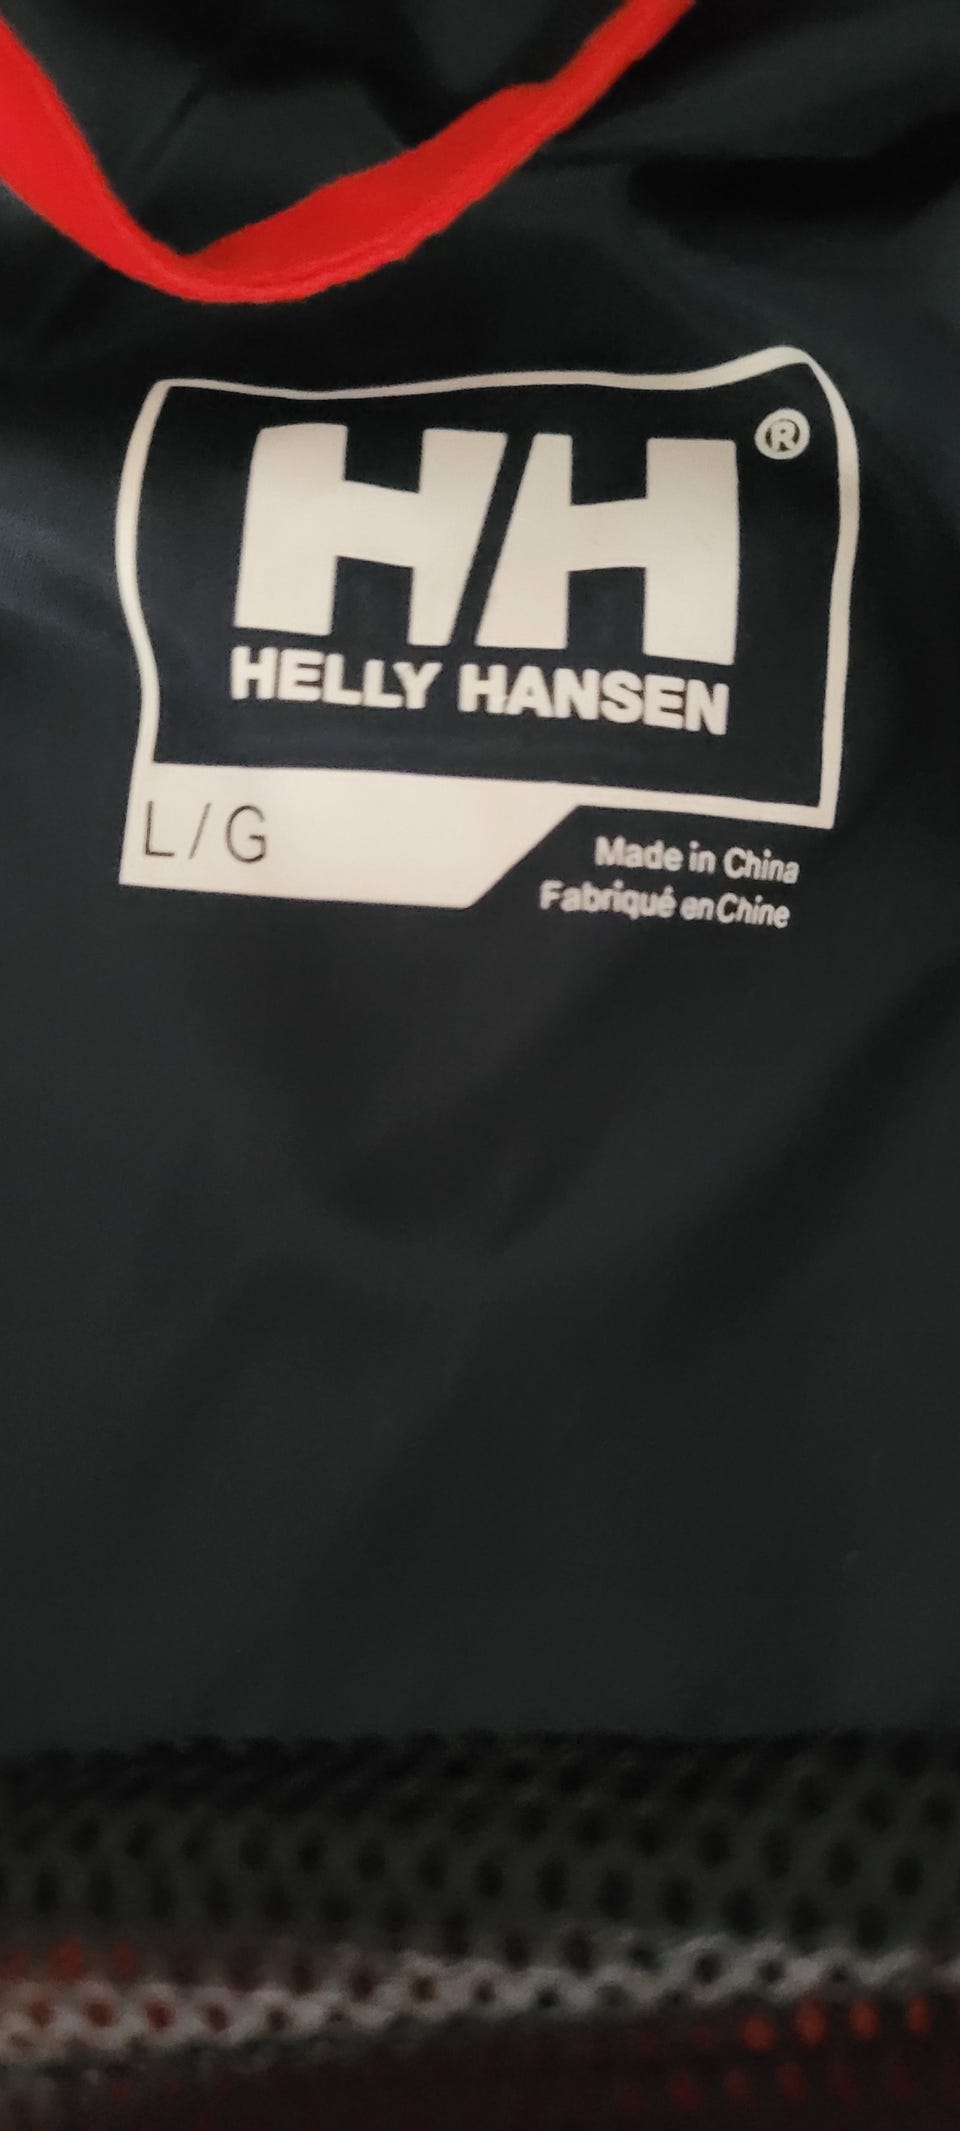 HH®
HELLY HANSEN
L/G
Made in China
Fabriqué en Chine